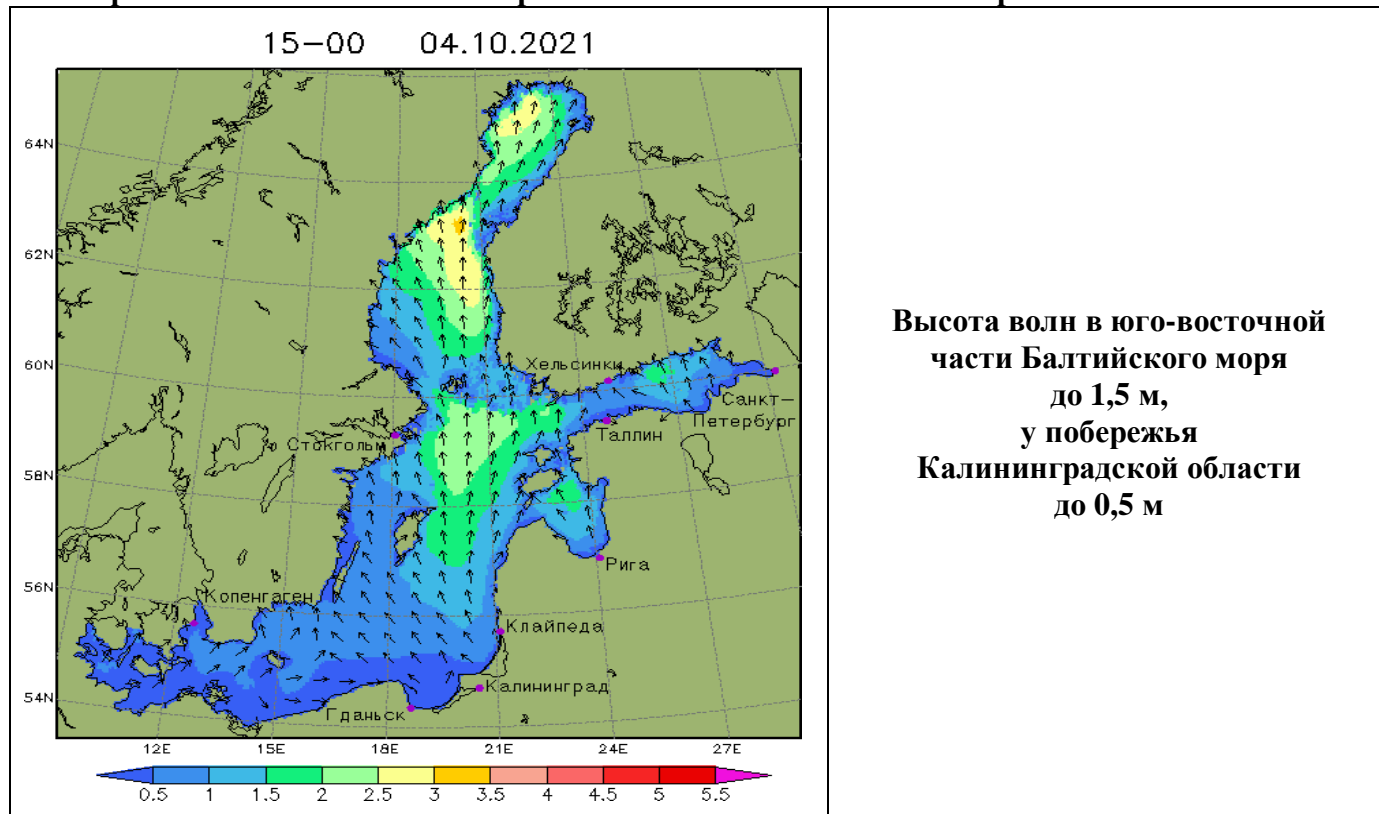 15-00 04.10.2021
64N
62N
60N
58N
56N
54N
Хельсинки
Санкт-
Петербург
Таллин
Стокгольм
Рига
Копенгаген
Клайпеда
Калининград
Гданьск
12E 15E 18E 21E 24E 27E
0.5 1 1.5 2 2.5 3 3.5 4 4.5 5 5.5
Высота волн в юго-восточной
части Балтийского моря
до 1,5 м,
у побережья
Калининградской области
до 0,5 м